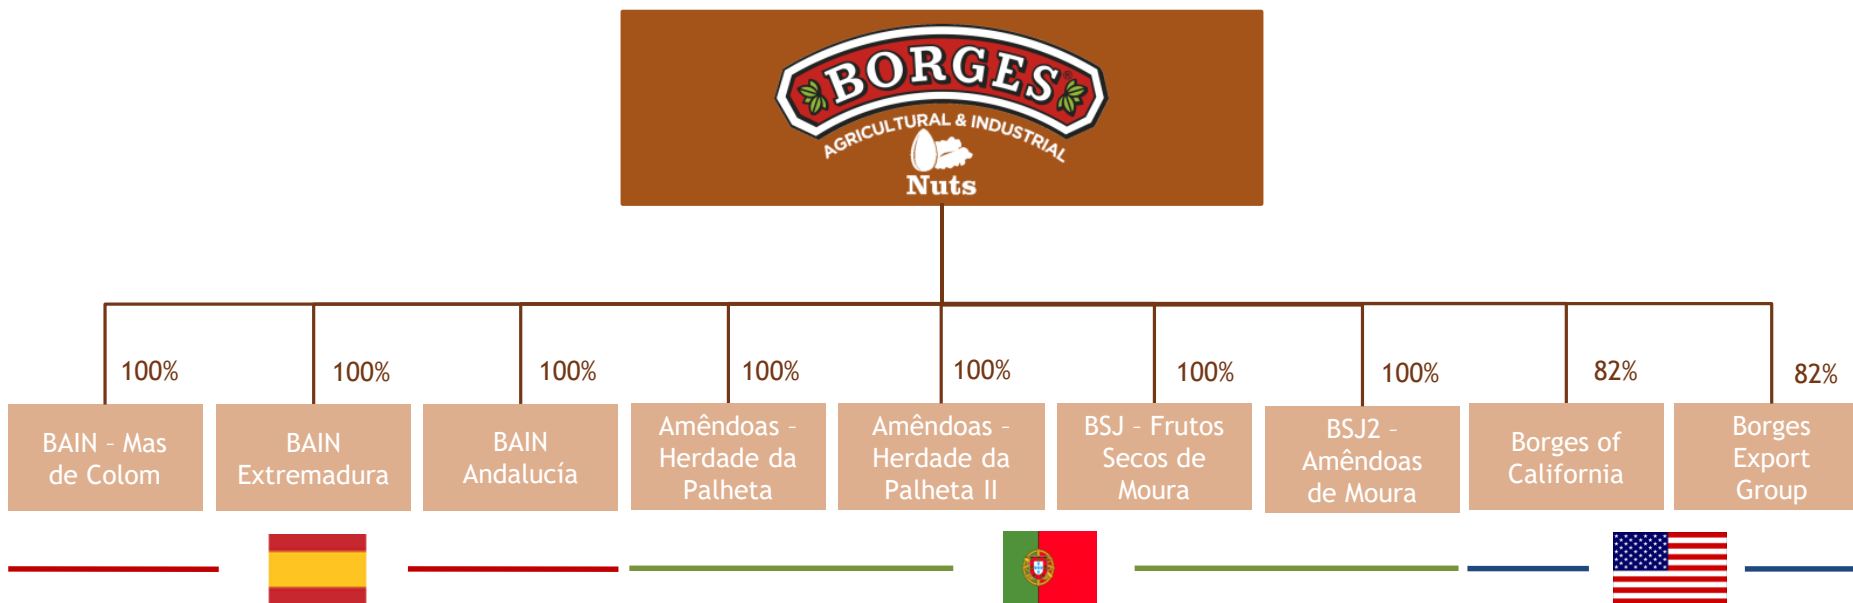 BORGES®
AGRICULTURAL & INDUSTRIAL
Nuts
100%
100%
100%
100%
100%
100%
100%
82%
82%
BAIN – Mas
de Colom
BAIN
Extremadura
BAIN
Andalucía
Amêndoas –
Herdade da
Palheta
Amêndoas –
Herdade da
Palheta II
BSJ – Frutos
Secos de
Moura
BSJ2 –
Amêndoas
de Moura
Borges of
California
Borges
Export
Group